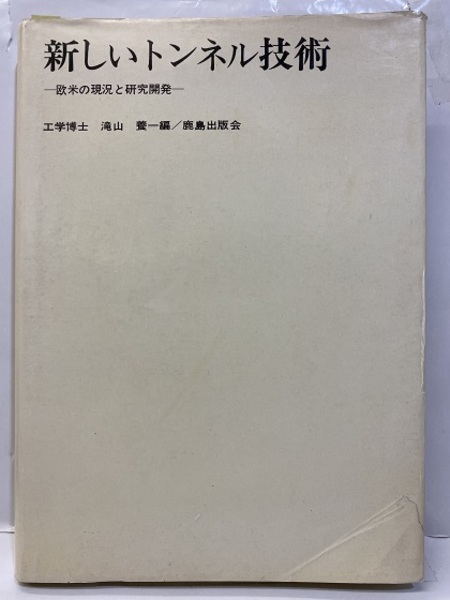 新しいトンネル技術
―欧米の現況と研究開発―
工学博士 滝山 養一編／鹿島出版会